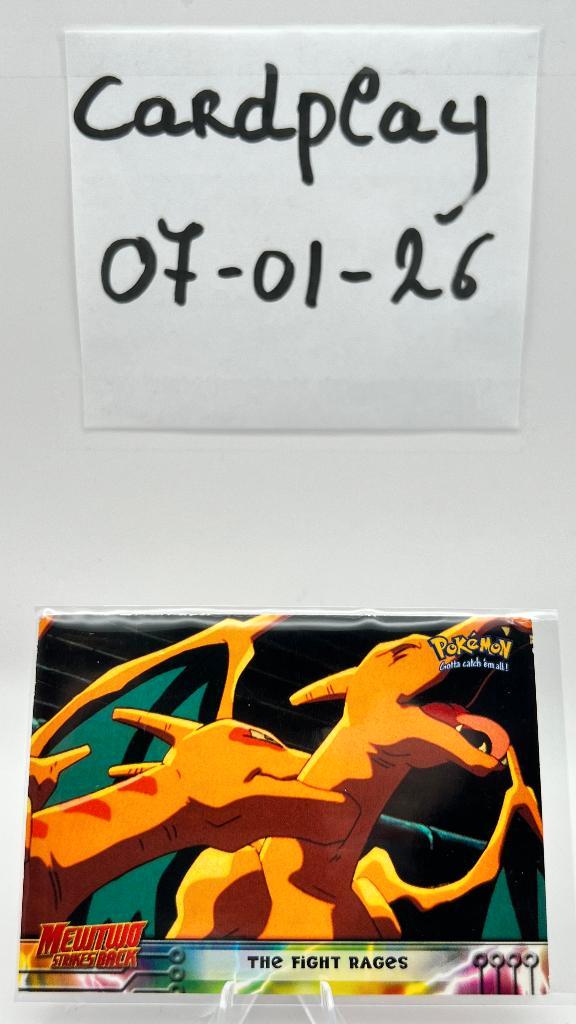 Cardplay
07-01-26
POKéMON
Gotta catch 'em all!
MEWTWO
STRIKES BACK
THE FIGHT RAGES